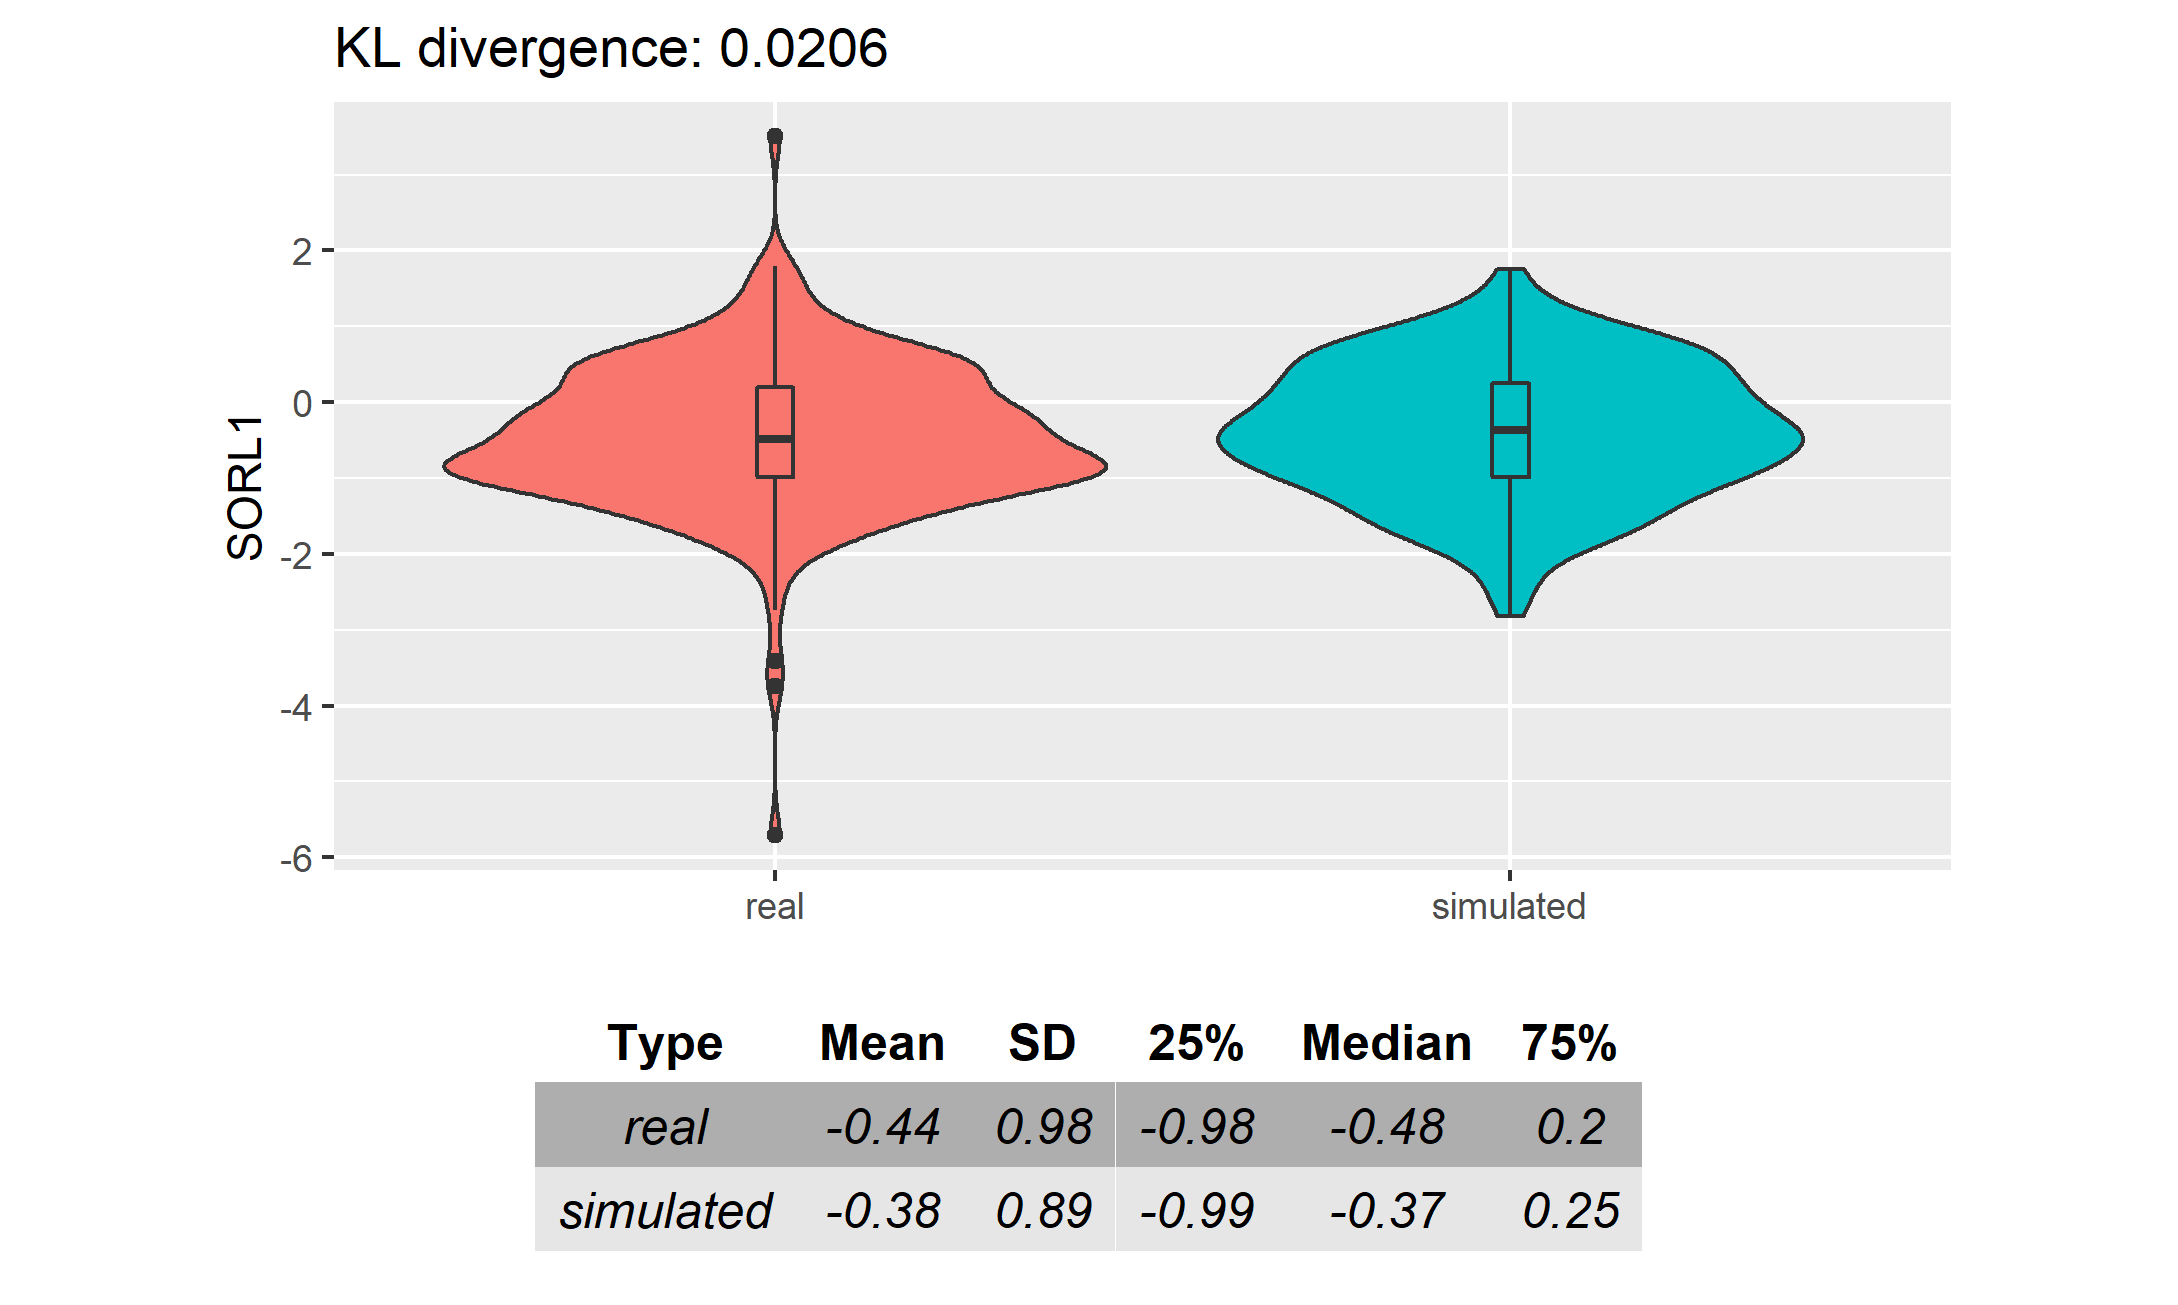 KL divergence: 0.0206
SORL1
2
0
-2
-4
-6
real simulated
Type Mean SD 25% Median 75%
real -0.44 0.98 -0.98 -0.48 0.2
simulated -0.38 0.89 -0.99 -0.37 0.25